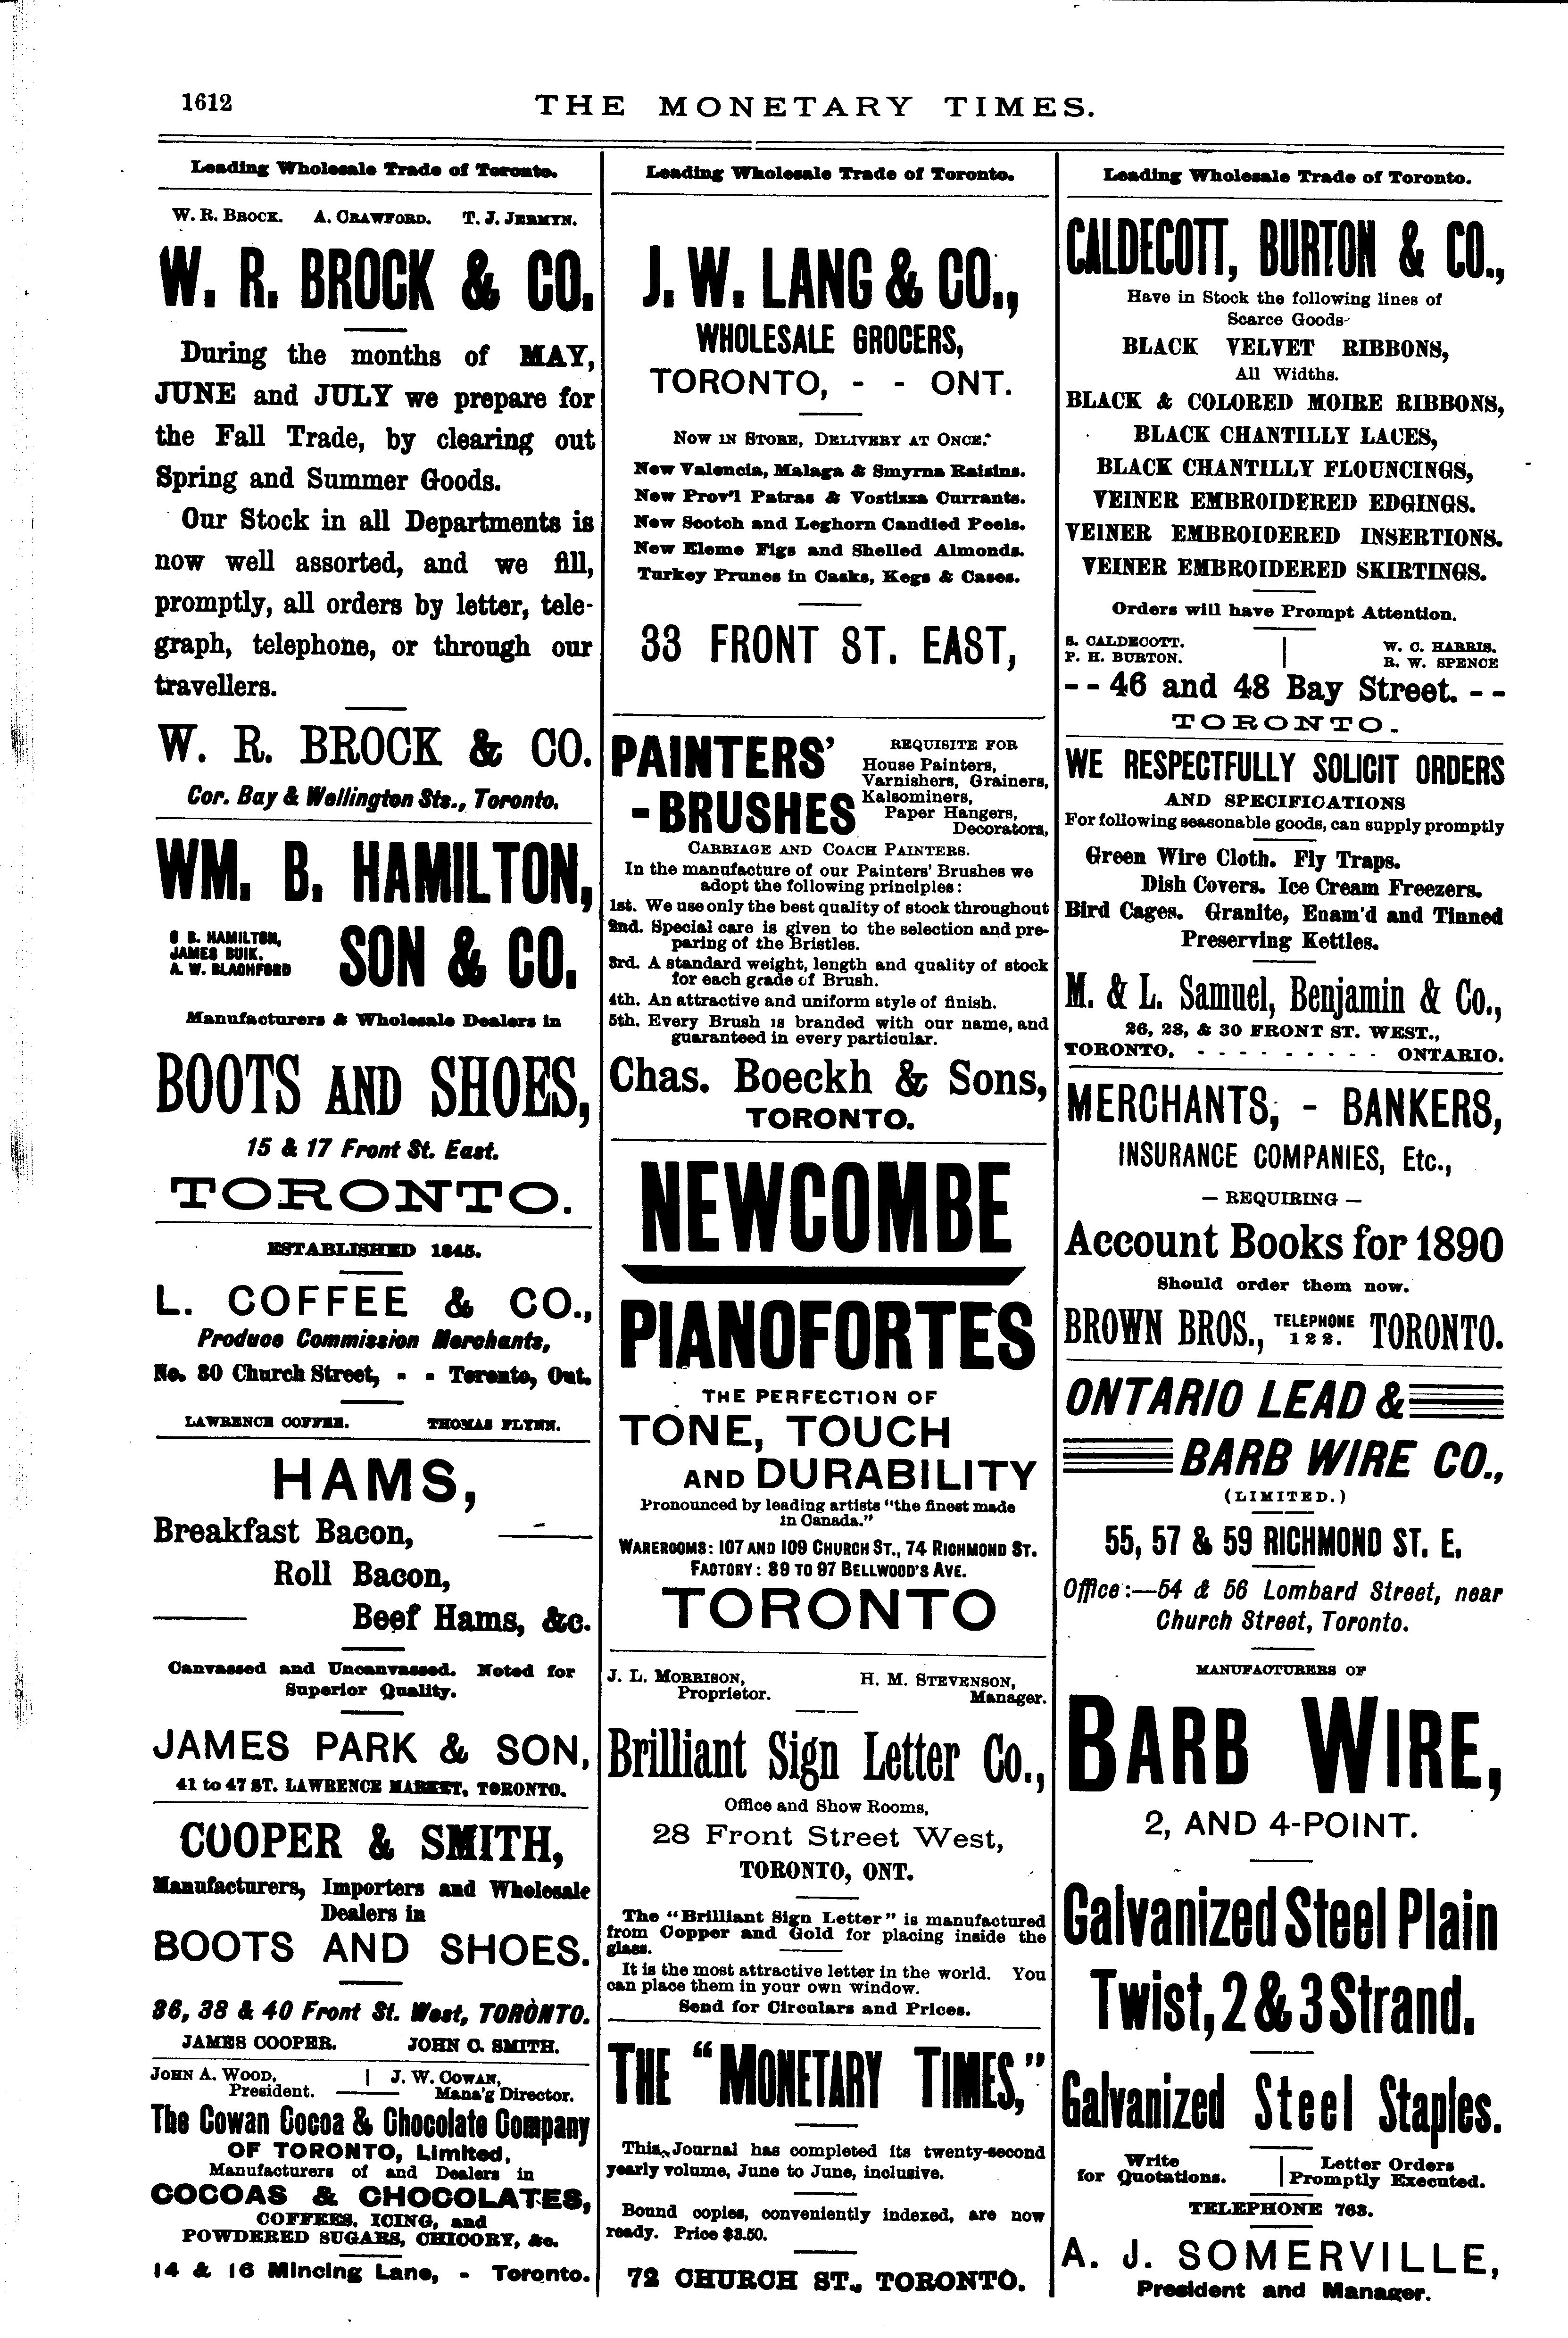 1612
THE MONETARY TIMES.
Leading Wholesale Trade of Toronto.
W. R. BROCK. A. CRAWFORD. T. J. JERMYN.
W. R. BROCK & CO.
During the months of MAY,
JUNE and JULY we prepare for
the Fall Trade, by clearing out
Spring and Summer Goods.
Our Stock in all Departments is
now well assorted, and we fill,
promptly, all orders by letter, tele-
graph, telephone, or through our
travellers.
W. R. BROCK & CO.
Cor. Bay & Wellington Sts., Toronto.
WM. B. HAMILTON,
B. HAMILTON,
JAMES BUIK.
A. W. BLACHFORD
SON & CO.
Manufacturers & Wholesale Dealers in
BOOTS AND SHOES,
15 & 17 Front St. East.
TORONTO.
ESTABLISHED 1845.
L. COFFEE & CO.,
Produce Commission Merchants,
No. 30 Church Street, - - Toronto, Ont.
LAWRENCE COFFEE. THOMAS FLYNN.
HAMS,
Breakfast Bacon,
Roll Bacon,
Beef Hams, &c.
Canvassed and Uncanvassed. Noted for
Superior Quality.
JAMES PARK & SON,
41 to 47 ST. LAWRENCE MARKET, TORONTO.
COOPER & SMITH,
Manufacturers, Importers and Wholesale
Dealers in
BOOTS AND SHOES.
36, 38 & 40 Front St. West, TORONTO.
JAMES COOPER. JOHN C. SMITH.
JOHN A. WOOD, J. W. COWAN,
President. Mana'g Director.
The Cowan Cocoa & Chocolate Company
OF TORONTO, Limited,
Manufacturers of and Dealers in
COCOAS & CHOCOLATES,
COFFEES, ICING, and
POWDERED SUGARS, CHICORY, &c.
14 & 16 Mincing Lane, - Toronto.
Leading Wholesale Trade of Toronto.
J. W. LANG & CO.,
WHOLESALE GROCERS,
TORONTO, - - ONT.
NOW IN STORE, DELIVERY AT ONCE.
New Valencia, Malaga & Smyrna Raisins.
New Prov'l Patras & Vostizza Currants.
New Scotch and Leghorn Candied Peels.
New Eleme Figs and Shelled Almonds.
Turkey Prunes in Casks, Kegs & Cases.
33 FRONT ST. EAST,
PAINTERS'
- BRUSHES
REQUISITE FOR
House Painters,
Varnishers, Grainers,
Kalsominers,
Paper Hangers,
Decorators,
CARRIAGE AND COACH PAINTERS.
In the manufacture of our Painters' Brushes we
adopt the following principles:
1st. We use only the best quality of stock throughout
2nd. Special care is given to the selection and pre-
paring of the Bristles.
3rd. A standard weight, length and quality of stock
for each grade of Brush.
4th. An attractive and uniform style of finish.
5th. Every Brush is branded with our name, and
guaranteed in every particular.
Chas. Boeckh & Sons,
TORONTO.
NEWCOMBE
PIANOFORTES
THE PERFECTION OF
TONE, TOUCH
AND DURABILITY
Pronounced by leading artists "the finest made
in Canada."
WAREROOMS: 107 AND 109 CHURCH ST., 74 RICHMOND ST.
FACTORY: 89 TO 97 BELLWOOD'S AVE.
TORONTO
J. L. MORRISON, H. M. STEVENSON,
Proprietor. Manager.
Brilliant Sign Letter Co.,
Office and Show Rooms,
28 Front Street West,
TORONTO, ONT.
The "Brilliant Sign Letter" is manufactured
from Copper and Gold for placing inside the
glass.
It is the most attractive letter in the world. You
can place them in your own window.
Send for Circulars and Prices.
THE "MONETARY TIMES,"
This Journal has completed its twenty-second
yearly volume, June to June, inclusive.
Bound copies, conveniently indexed, are now
ready. Price $3.50.
72 CHURCH ST., TORONTO.
Leading Wholesale Trade of Toronto.
CALDECOTT, BURTON & CO.,
Have in Stock the following lines of
Scarce Goods
BLACK VELVET RIBBONS,
All Widths.
BLACK & COLORED MOIRE RIBBONS,
BLACK CHANTILLY LACES,
BLACK CHANTILLY FLOUNCINGS,
VEINER EMBROIDERED EDGINGS.
VEINER EMBROIDERED INSERTIONS.
VEINER EMBROIDERED SKIRTINGS.
Orders will have Prompt Attention.
S. CALDECOTT. W. C. HARRIS.
P. H. BURTON. R. W. SPENCE
- - 46 and 48 Bay Street. - -
TORONTO.
WE RESPECTFULLY SOLICIT ORDERS
AND SPECIFICATIONS
For following seasonable goods, can supply promptly
Green Wire Cloth. Fly Traps.
Dish Covers. Ice Cream Freezers.
Bird Cages. Granite, Enam'd and Tinned
Preserving Kettles.
M. & L. Samuel, Benjamin & Co.,
26, 28, & 30 FRONT ST. WEST.,
TORONTO, - - - - - - - - - ONTARIO.
MERCHANTS, - BANKERS,
INSURANCE COMPANIES, Etc.,
— REQUIRING —
Account Books for 1890
Should order them now.
BROWN BROS., TELEPHONE 122. TORONTO.
ONTARIO LEAD &
BARB WIRE CO.,
(LIMITED.)
55, 57 & 59 RICHMOND ST. E.
Office:—54 & 56 Lombard Street, near
Church Street, Toronto.
MANUFACTURERS OF
BARB WIRE,
2, AND 4-POINT.
Galvanized Steel Plain
Twist, 2 & 3 Strand.
Galvanized Steel Staples.
Write Letter Orders
for Quotations. Promptly Executed.
TELEPHONE 763.
A. J. SOMERVILLE,
President and Manager.